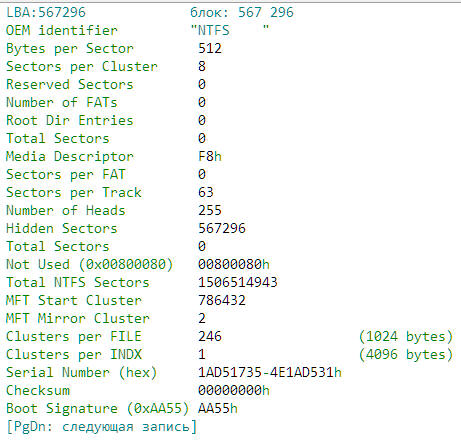 LBA:567296 блок: 567 296
OEM identifier "NTFS    "
Bytes per Sector 512
Sectors per Cluster 8
Reserved Sectors 0
Number of FATs 0
Root Dir Entries 0
Total Sectors 0
Media Descriptor F8h
Sectors per FAT 0
Sectors per Track 63
Number of Heads 255
Hidden Sectors 567296
Total Sectors 0
Not Used (0x00800080) 00800080h
Total NTFS Sectors 1506514943
MFT Start Cluster 786432
MFT Mirror Cluster 2
Clusters per FILE 246 (1024 bytes)
Clusters per INDX 1 (4096 bytes)
Serial Number (hex) 1AD51735-4E1AD531h
Checksum 00000000h
Boot Signature (0xAA55) AA55h
[PgDn: следующая запись]